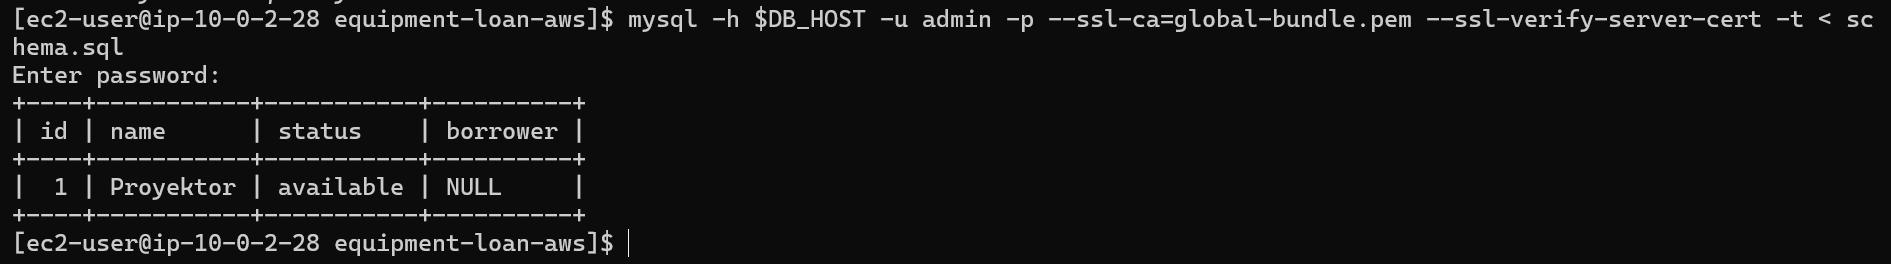 [ec2-user@ip-10-0-2-28 equipment-loan-aws]$ mysql -h $DB_HOST -u admin -p --ssl-ca=global-bundle.pem --ssl-verify-server-cert -t < sc
hema.sql
Enter password:
+----+-----------+-----------+----------+
| id | name      | status    | borrower |
+----+-----------+-----------+----------+
|  1 | Proyektor | available | NULL     |
+----+-----------+-----------+----------+
[ec2-user@ip-10-0-2-28 equipment-loan-aws]$